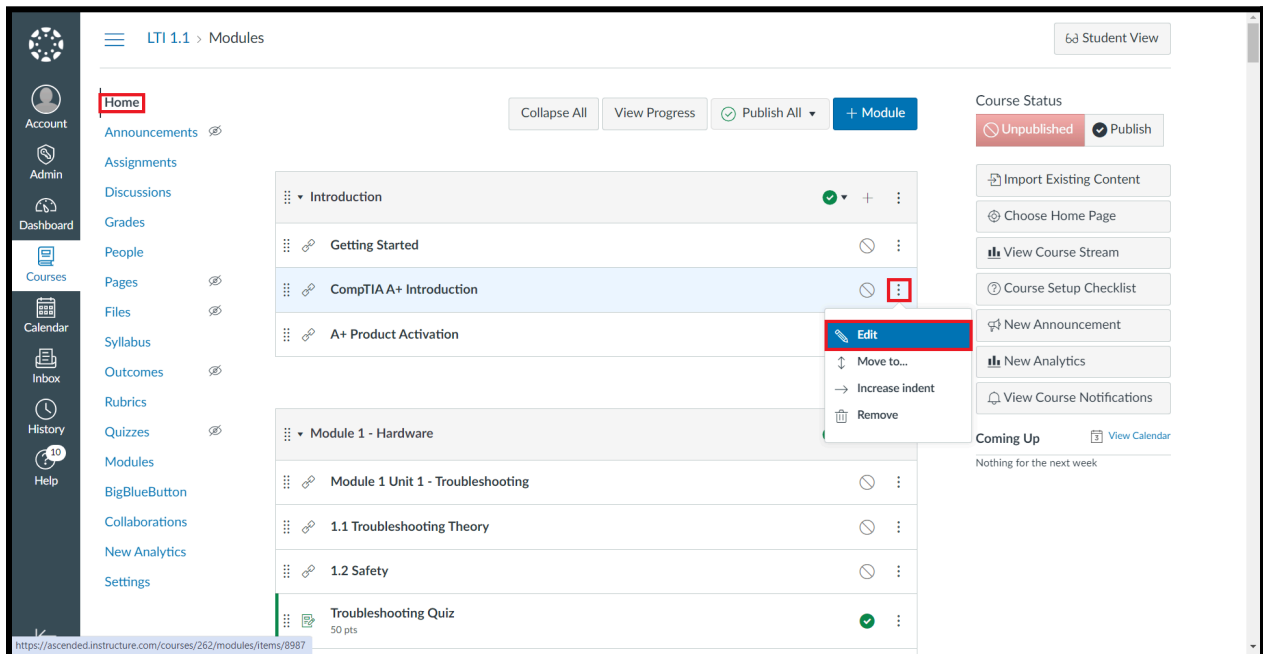 LTI 1.1 > Modules
Student View
Account
Admin
Dashboard
Courses
Calendar
Inbox
History
10
Help
Home
Announcements
Assignments
Discussions
Grades
People
Pages
Files
Syllabus
Outcomes
Rubrics
Quizzes
Modules
BigBlueButton
Collaborations
New Analytics
Settings
Collapse All View Progress Publish All + Module
Introduction
Getting Started
CompTIA A+ Introduction
A+ Product Activation
Edit
Move to...
Increase indent
Remove
Module 1 - Hardware
Module 1 Unit 1 - Troubleshooting
1.1 Troubleshooting Theory
1.2 Safety
Troubleshooting Quiz
50 pts
Course Status
Unpublished Publish
Import Existing Content
Choose Home Page
View Course Stream
Course Setup Checklist
New Announcement
New Analytics
View Course Notifications
Coming Up 3 View Calendar
Nothing for the next week
https://ascended.instructure.com/courses/262/modules/items/8987